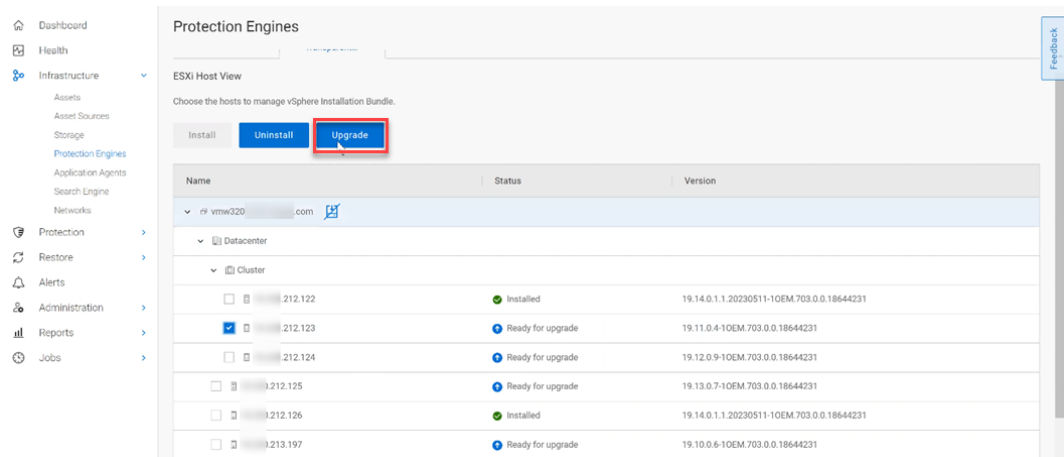 Dashboard
Health
Infrastructure
Assets
Asset Sources
Storage
Protection Engines
Application Agents
Search Engine
Networks
Protection
Restore
Alerts
Administration
Reports
Jobs
Protection Engines
ESXi Host View
Choose the hosts to manage vSphere Installation Bundle.
Install Uninstall Upgrade
Name Status Version
vmw320 .com
Datacenter
Cluster
.212.122 Installed 19.14.0.1.1.20230511-1OEM.703.0.0.18644231
.212.123 Ready for upgrade 19.11.0.4-1OEM.703.0.0.18644231
.212.124 Ready for upgrade 19.12.0.9-1OEM.703.0.0.18644231
.212.125 Ready for upgrade 19.13.0.7-1OEM.703.0.0.18644231
.212.126 Installed 19.14.0.1.1.20230511-1OEM.703.0.0.18644231
.213.197 Ready for upgrade 19.10.0.6-1OEM.703.0.0.18644231
Feedback